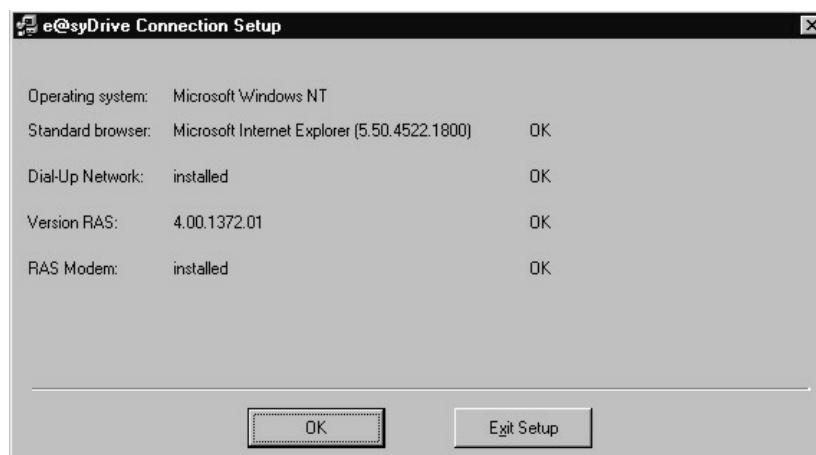 e@syDrive Connection Setup
Operating system: Microsoft Windows NT
Standard browser: Microsoft Internet Explorer (5.50.4522.1800) OK
Dial-Up Network: installed OK
Version RAS: 4.00.1372.01 OK
RAS Modem: installed OK
OK Exit Setup